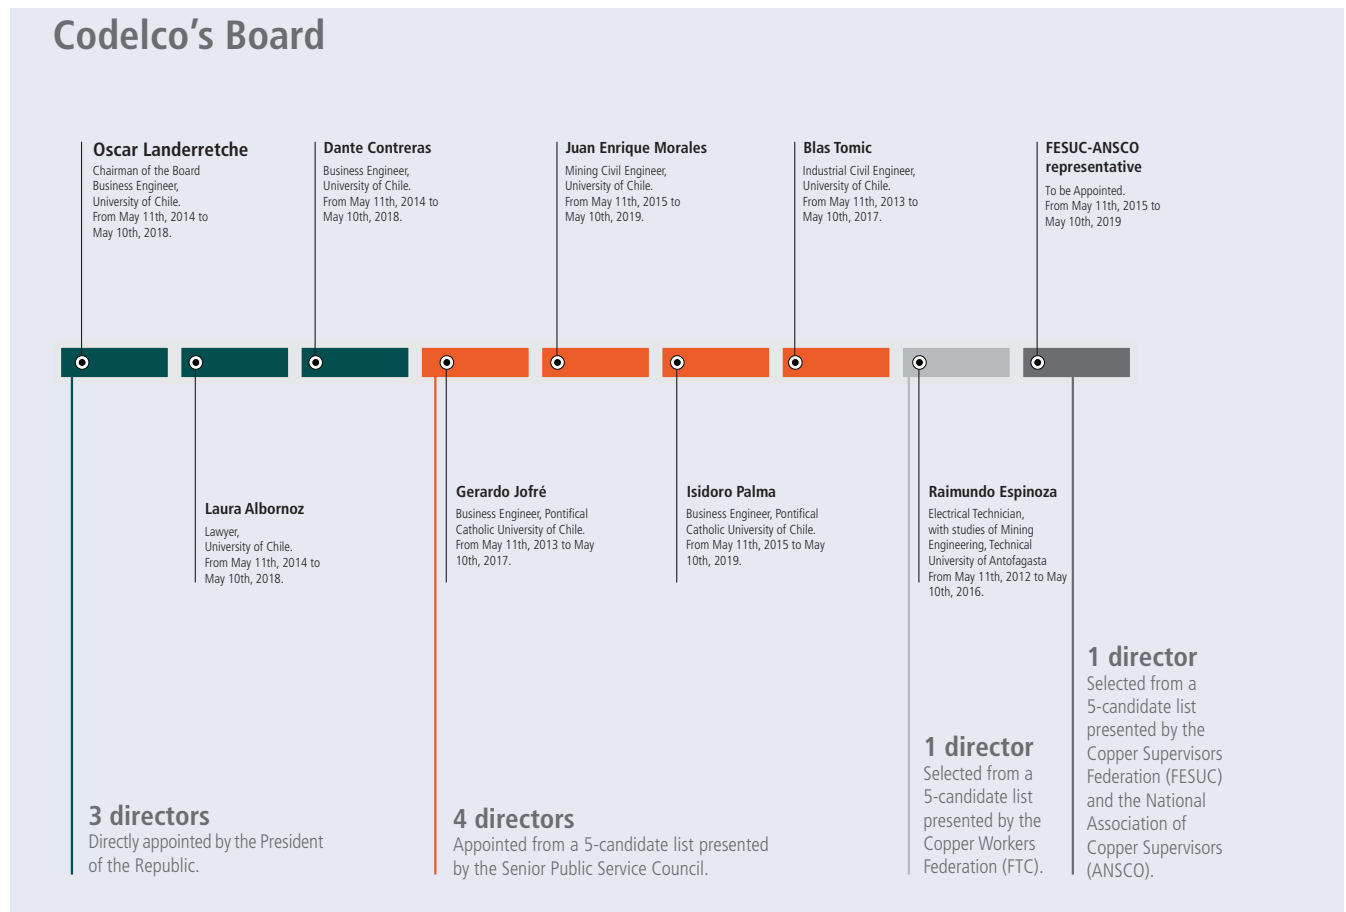 Codelco's Board
Oscar Landerretche
Chairman of the Board
Business Engineer,
University of Chile.
From May 11th, 2014 to
May 10th, 2018.
Dante Contreras
Business Engineer,
University of Chile.
From May 11th, 2014 to
May 10th, 2018.
Juan Enrique Morales
Mining Civil Engineer,
University of Chile.
From May 11th, 2015 to
May 10th, 2019.
Blas Tomic
Industrial Civil Engineer,
University of Chile.
From May 11th, 2013 to
May 10th, 2017.
FESUC-ANSCO
representative
To be Appointed.
From May 11th, 2015 to
May 10th, 2019
Laura Albornoz
Lawyer,
University of Chile.
From May 11th, 2014 to
May 10th, 2018.
Gerardo Jofré
Business Engineer, Pontifical
Catholic University of Chile.
From May 11th, 2013 to May
10th, 2017.
Isidoro Palma
Business Engineer, Pontifical
Catholic University of Chile.
From May 11th, 2015 to May
10th, 2019.
Raimundo Espinoza
Electrical Technician,
with studies of Mining
Engineering, Technical
University of Antofagasta
From May 11th, 2012 to May
10th, 2016.
3 directors
Directly appointed by the President
of the Republic.
4 directors
Appointed from a 5-candidate list presented
by the Senior Public Service Council.
1 director
Selected from a
5-candidate list
presented by the
Copper Workers
Federation (FTC).
1 director
Selected from a
5-candidate list
presented by the
Copper Supervisors
Federation (FESUC)
and the National
Association of
Copper Supervisors
(ANSCO).